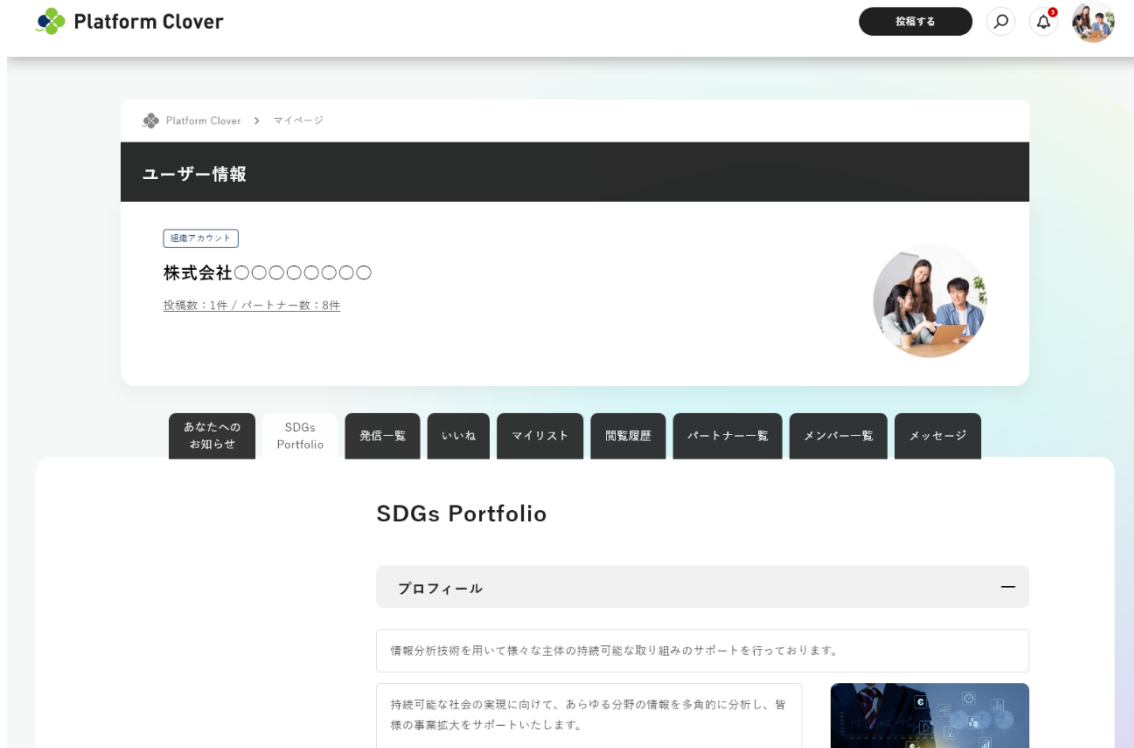 Platform Clover
投稿する
3
Platform Clover > マイページ
ユーザー情報
組織アカウント
株式会社○○○○○○○○
投稿数：1件 / パートナー数：8件
あなたへの
お知らせ
SDGs
Portfolio
発信一覧
いいね
マイリスト
閲覧履歴
パートナー一覧
メンバー一覧
メッセージ
SDGs Portfolio
プロフィール
情報分析技術を用いて様々な主体の持続可能な取り組みのサポートを行っております。
持続可能な社会の実現に向けて、あらゆる分野の情報を多角的に分析し、皆
様の事業拡大をサポートいたします。